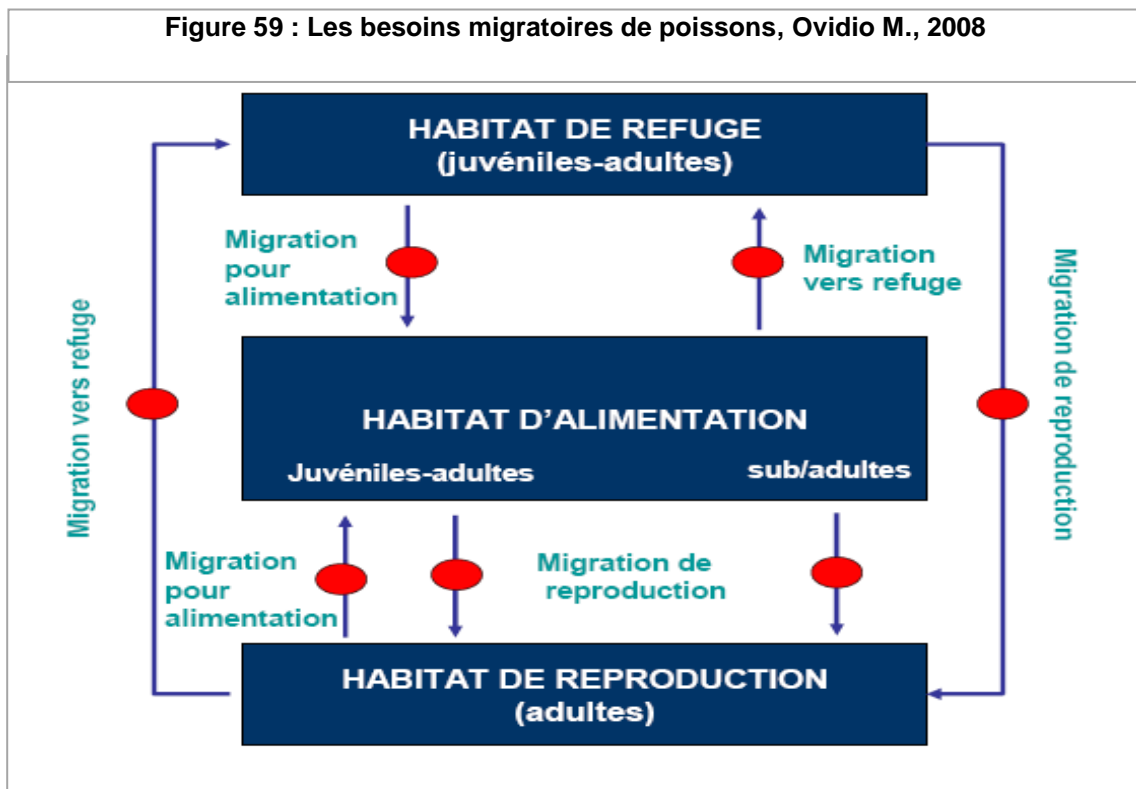 Figure 59 : Les besoins migratoires de poissons, Ovidio M., 2008
HABITAT DE REFUGE
(juvéniles-adultes)
Migration
pour
alimentation
Migration
vers refuge
Migration vers refuge
Migration de reproduction
HABITAT D’ALIMENTATION
Juvéniles-adultes
sub/adultes
Migration
pour
alimentation
Migration de
reproduction
HABITAT DE REPRODUCTION
(adultes)